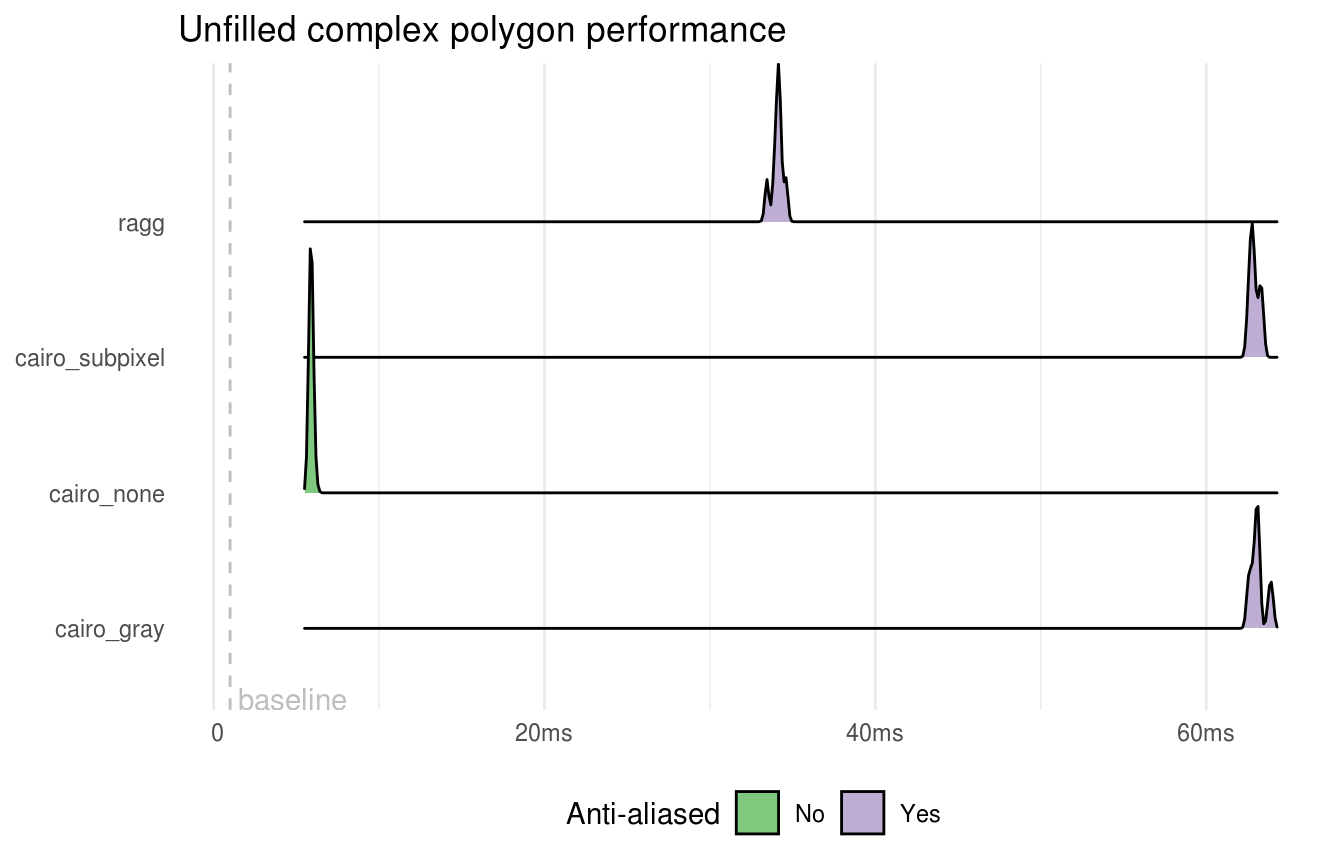 Unfilled complex polygon performance
ragg
cairo_subpixel
cairo_none
cairo_gray
baseline
0 20ms 40ms 60ms
Anti-aliased No Yes